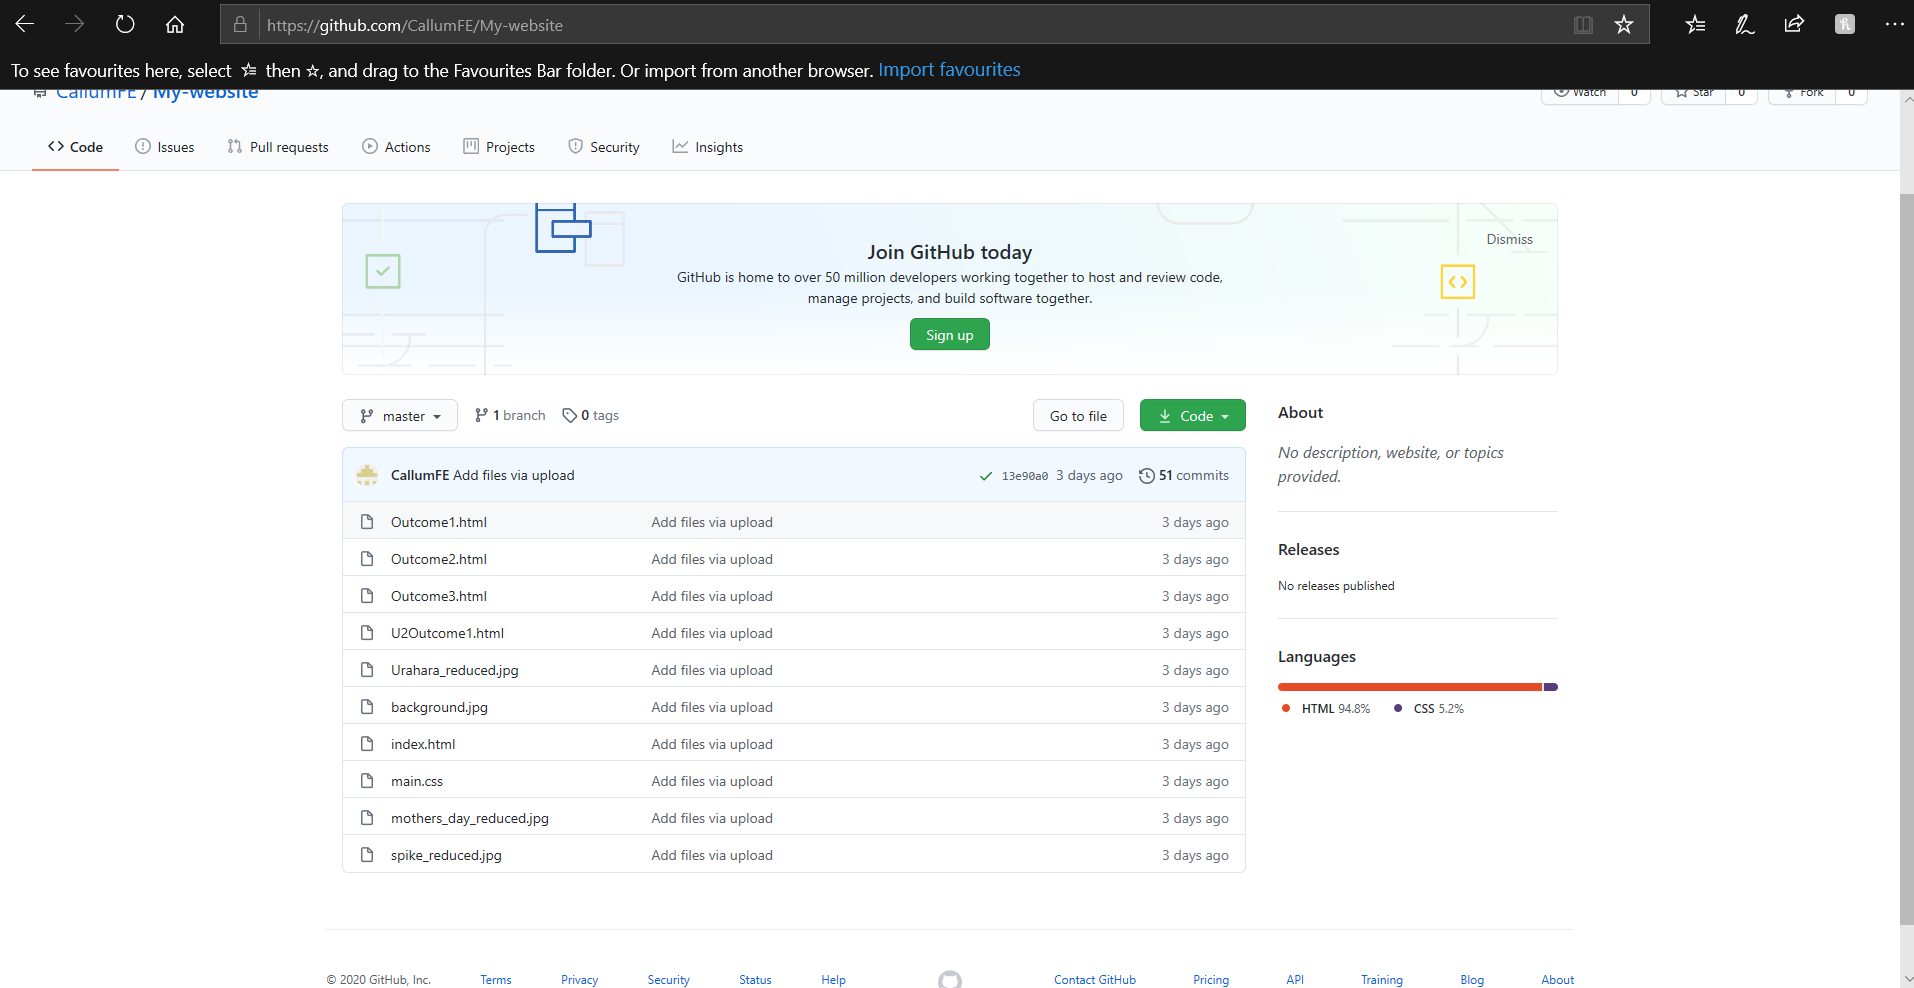 https://github.com/CallumFE/My-website
To see favourites here, select then ☆, and drag to the Favourites Bar folder. Or import from another browser. Import favourites
CallumFE / My-website
Watch 0 Star 0 Fork 0
Code Issues Pull requests Actions Projects Security Insights
Dismiss
Join GitHub today
GitHub is home to over 50 million developers working together to host and review code,
manage projects, and build software together.
Sign up
master 1 branch 0 tags Go to file Code
CallumFE Add files via upload 13e90a0 3 days ago 51 commits
Outcome1.html Add files via upload 3 days ago
Outcome2.html Add files via upload 3 days ago
Outcome3.html Add files via upload 3 days ago
U2Outcome1.html Add files via upload 3 days ago
Urahara_reduced.jpg Add files via upload 3 days ago
background.jpg Add files via upload 3 days ago
index.html Add files via upload 3 days ago
main.css Add files via upload 3 days ago
mothers_day_reduced.jpg Add files via upload 3 days ago
spike_reduced.jpg Add files via upload 3 days ago
About
No description, website, or topics
provided.
Releases
No releases published
Languages
HTML 94.8% CSS 5.2%
© 2020 GitHub, Inc. Terms Privacy Security Status Help Contact GitHub Pricing API Training Blog About